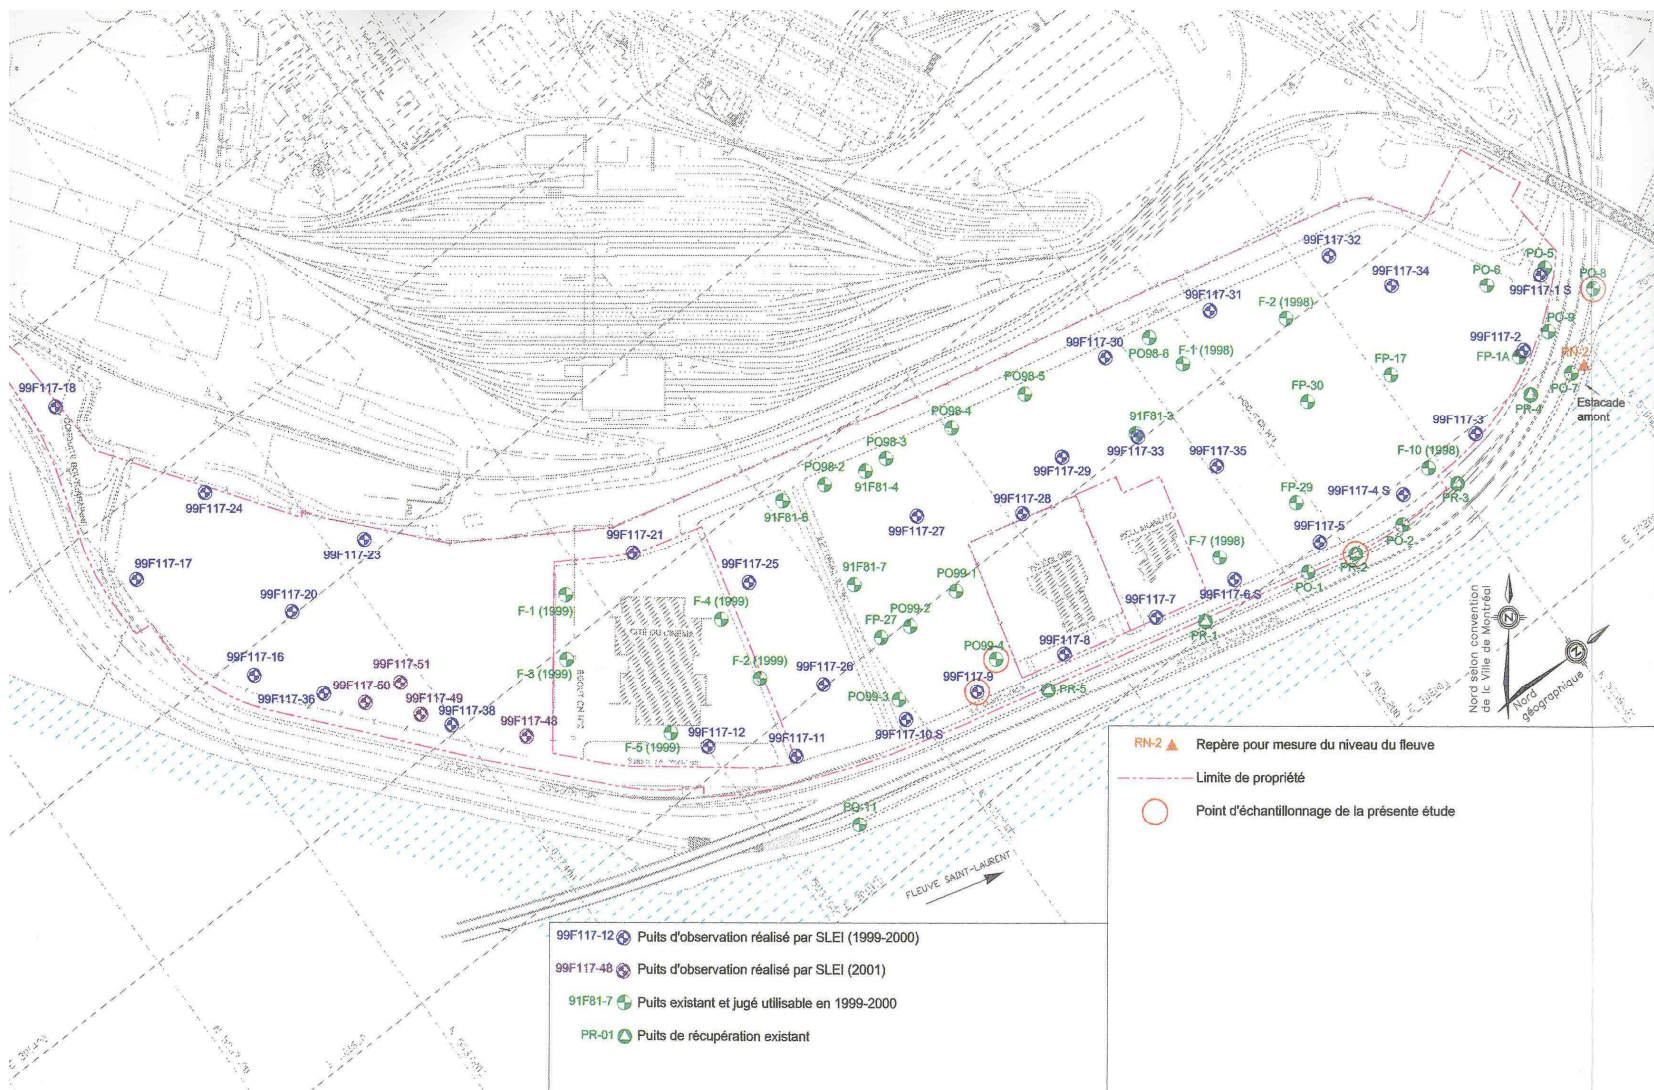 99F117-32
99F117-34
PO-6
PO-5
99F117-1 S
PO-8
99F117-31
F-2 (1998)
PO-9
99F117-2
FP-1A
RN-2
PO-7
Estacade
amont
99F117-30
PO98-6
F-1 (1998)
FP-17
FP-30
PR-4
99F117-18
PO98-5
PO98-4
91F81-3
99F117-33
99F117-3
PO98-3
99F117-29
99F117-35
F-10 (1998)
PO98-2
91F81-4
PR-3
99F117-24
91F81-6
99F117-28
FP-29
99F117-4 S
99F117-27
99F117-23
99F117-21
99F117-5
PO-2
F-7 (1998)
PR-2
99F117-17
99F117-25
91F81-7
PO99-1
PO-1
99F117-6 S
99F117-20
F-1 (1999)
F-4 (1999)
PO99-2
FP-27
99F117-7
PR-1
CITÉ DU CINÉMA
99F117-16
99F117-51
F-3 (1999)
F-2 (1999)
99F117-26
PO99-4
99F117-8
99F117-36
99F117-50
99F117-49
99F117-38
PO99-3
99F117-9
PR-5
99F117-48
F-5 (1999)
99F117-12
99F117-11
99F117-10 S
PO-11
FLEUVE SAINT-LAURENT
Nord selon convention
de la Ville de Montréal
Nord
géographique
N
N
RN-2 Repère pour mesure du niveau du fleuve
Limite de propriété
Point d'échantillonnage de la présente étude
99F117-12 Puits d'observation réalisé par SLEI (1999-2000)
99F117-48 Puits d'observation réalisé par SLEI (2001)
91F81-7 Puits existant et jugé utilisable en 1999-2000
PR-01 Puits de récupération existant